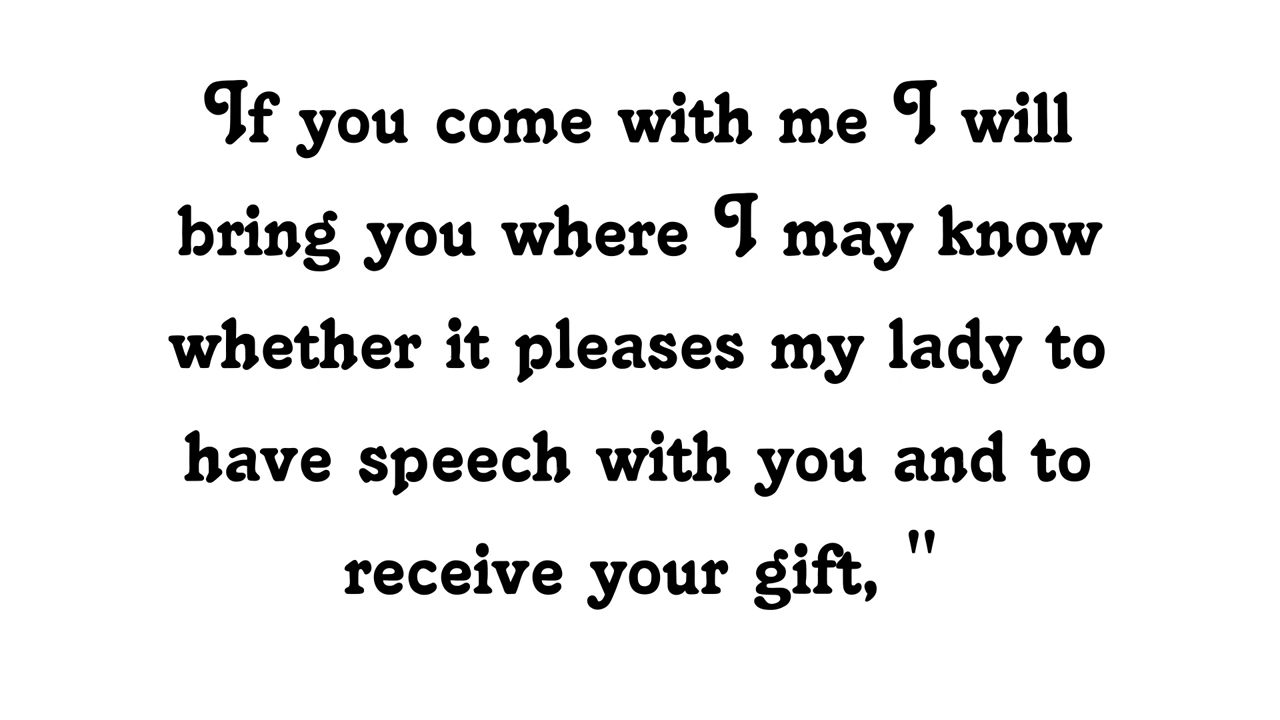 If you come with me I will
bring you where I may know
whether it pleases my lady to
have speech with you and to
receive your gift, "